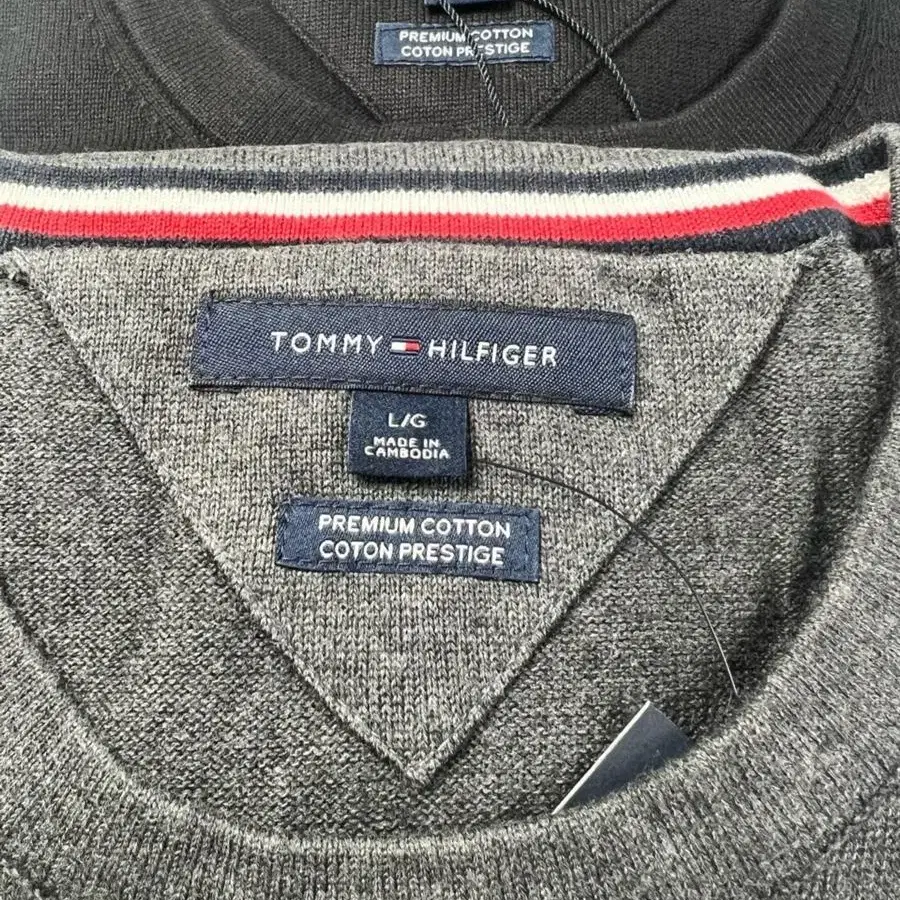 PREMIUM COTTON
COTON PRESTIGE
TOMMY HILFIGER
L/G
MADE IN
CAMBODIA
PREMIUM COTTON
COTON PRESTIGE